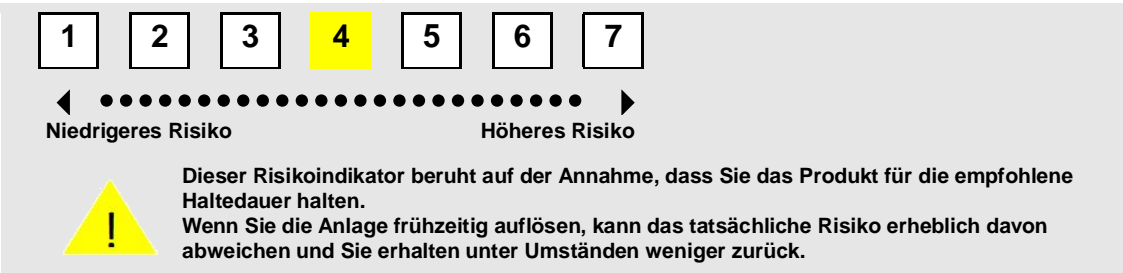 1 2 3 4 5 6 7
Niedrigeres Risiko Höheres Risiko
!
Dieser Risikoindikator beruht auf der Annahme, dass Sie das Produkt für die empfohlene
Haltedauer halten.
Wenn Sie die Anlage frühzeitig auflösen, kann das tatsächliche Risiko erheblich davon
abweichen und Sie erhalten unter Umständen weniger zurück.